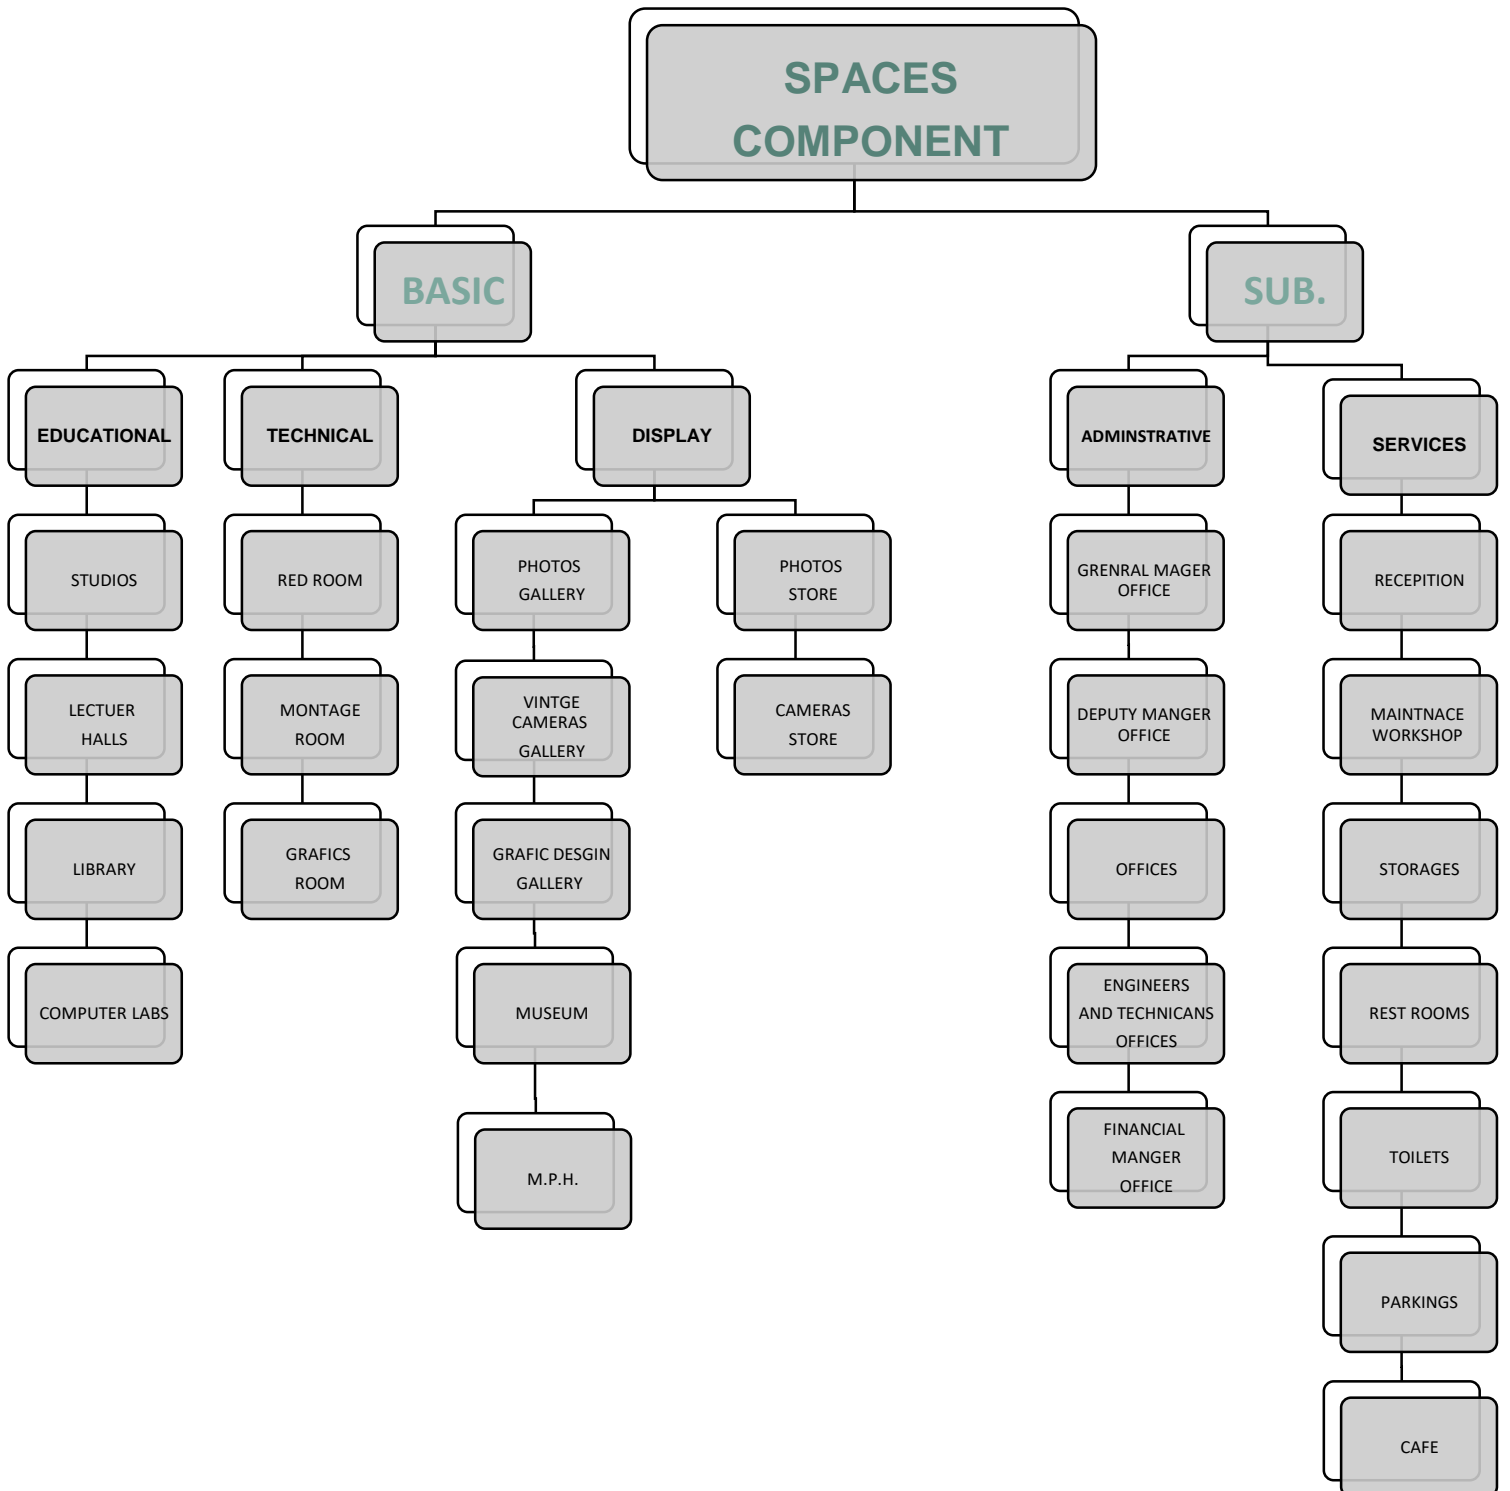 SPACES
COMPONENT
BASIC
SUB.
EDUCATIONAL
TECHNICAL
DISPLAY
ADMINSTRATIVE
SERVICES
STUDIOS
LECTUER
HALLS
LIBRARY
COMPUTER LABS
RED ROOM
MONTAGE
ROOM
GRAFICS
ROOM
PHOTOS
GALLERY
VINTGE
CAMERAS
GALLERY
GRAFIC DESGIN
GALLERY
MUSEUM
M.P.H.
PHOTOS
STORE
CAMERAS
STORE
GRENRAL MAGER
OFFICE
DEPUTY MANGER
OFFICE
OFFICES
ENGINEERS
AND TECHNICANS
OFFICES
FINANCIAL
MANGER
OFFICE
RECEPITION
MAINTNACE
WORKSHOP
STORAGES
REST ROOMS
TOILETS
PARKINGS
CAFE